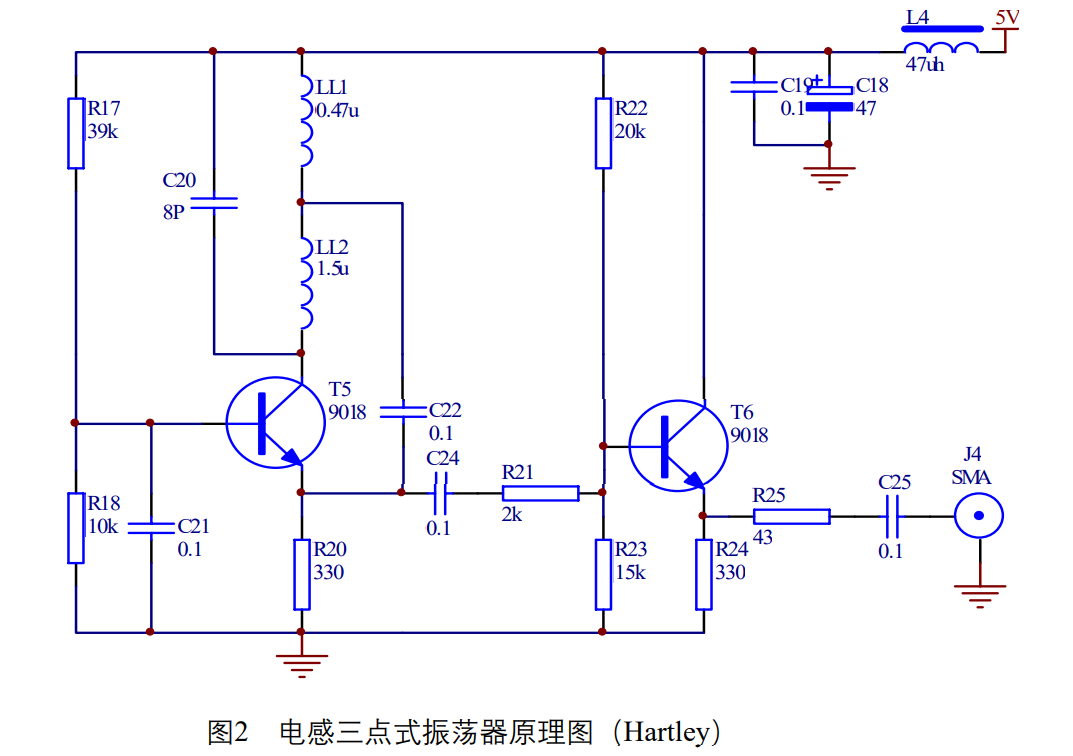 L4
5V
47uh
C19
0.1
+
C18
47
R17
39k
LL1
0.47u
R22
20k
C20
8P
LL2
1.5u
T5
9018
C22
0.1
T6
9018
C24
0.1
R21
2k
R18
10k
C21
0.1
R20
330
R23
15k
R24
330
R25
43
C25
0.1
J4
SMA
图2 电感三点式振荡器原理图（Hartley）